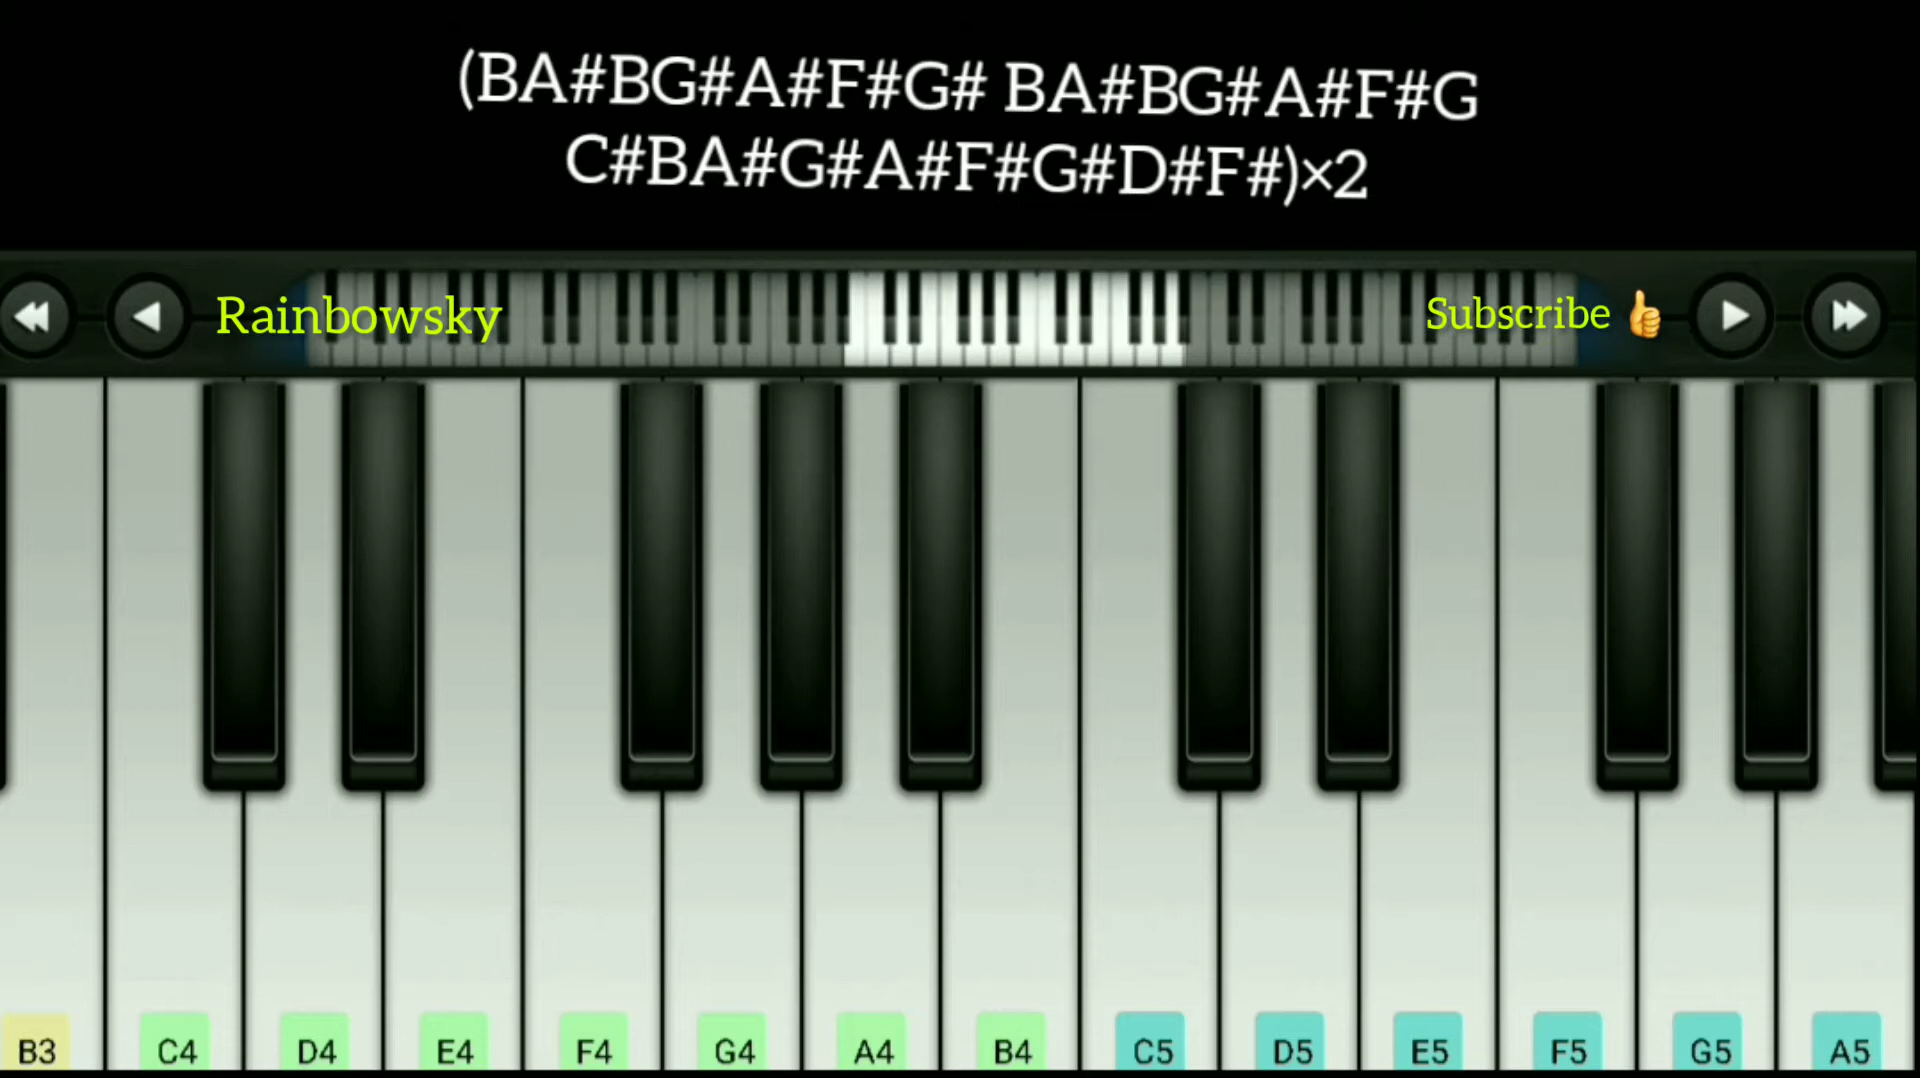 (BA#BG#A#F#G# BA#BG#A#F#G
C#BA#G#A#F#G#D#F#)×2
Rainbowsky
Subscribe 👍
B3 C4 D4 E4 F4 G4 A4 B4 C5 D5 E5 F5 G5 A5